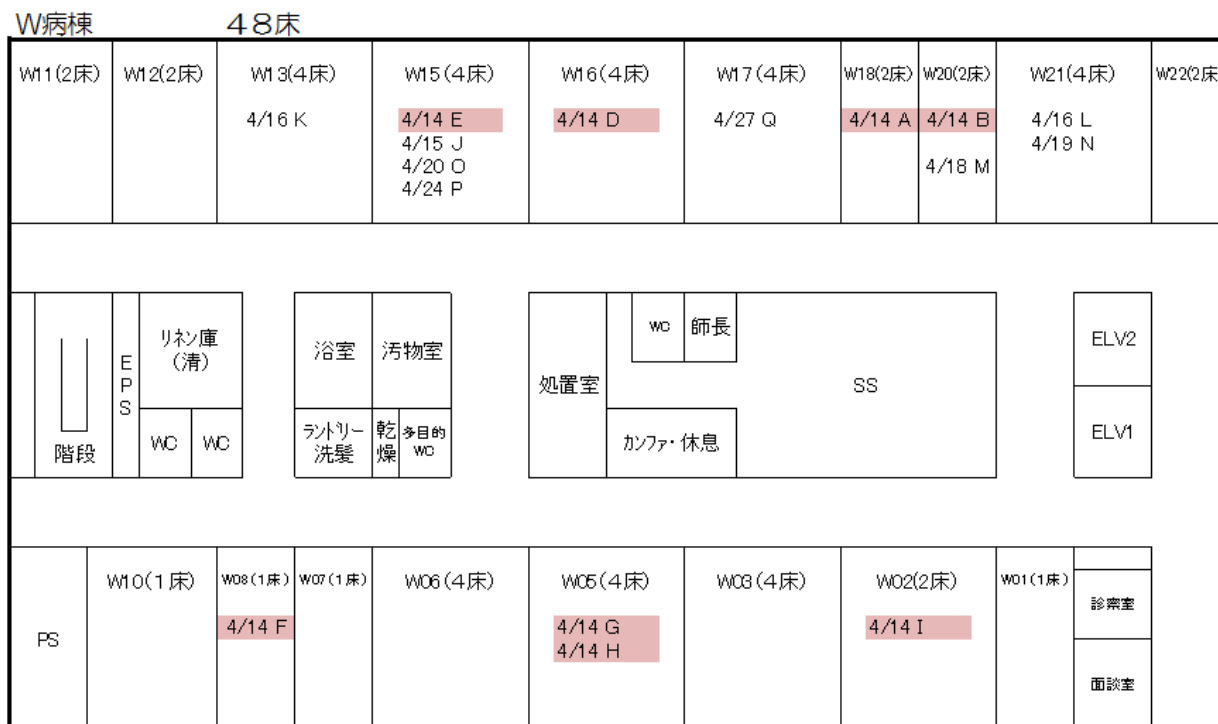 W病棟 48床
W11(2床) W12(2床) W13(4床) W15(4床) W16(4床) W17(4床) W18(2床) W20(2床) W21(4床) W22(2床
4/16 K 4/14 E 4/14 D 4/27 Q 4/14 A 4/14 B 4/16 L
4/15 J 4/19 N
4/20 O 4/18 M
4/24 P
階段
EPS
リネン庫
(清)
WC WC
浴室 汚物室
ランドリー
洗髪
乾燥
多目的
WC
処置室
WC 師長
カンファ・休息
SS
ELV2
ELV1
PS
W10(1床) W08(1床) W07(1床) W06(4床) W05(4床) W03(4床) W02(2床) W01(1床)
4/14 F 4/14 G 4/14 I
4/14 H
診察室
面談室